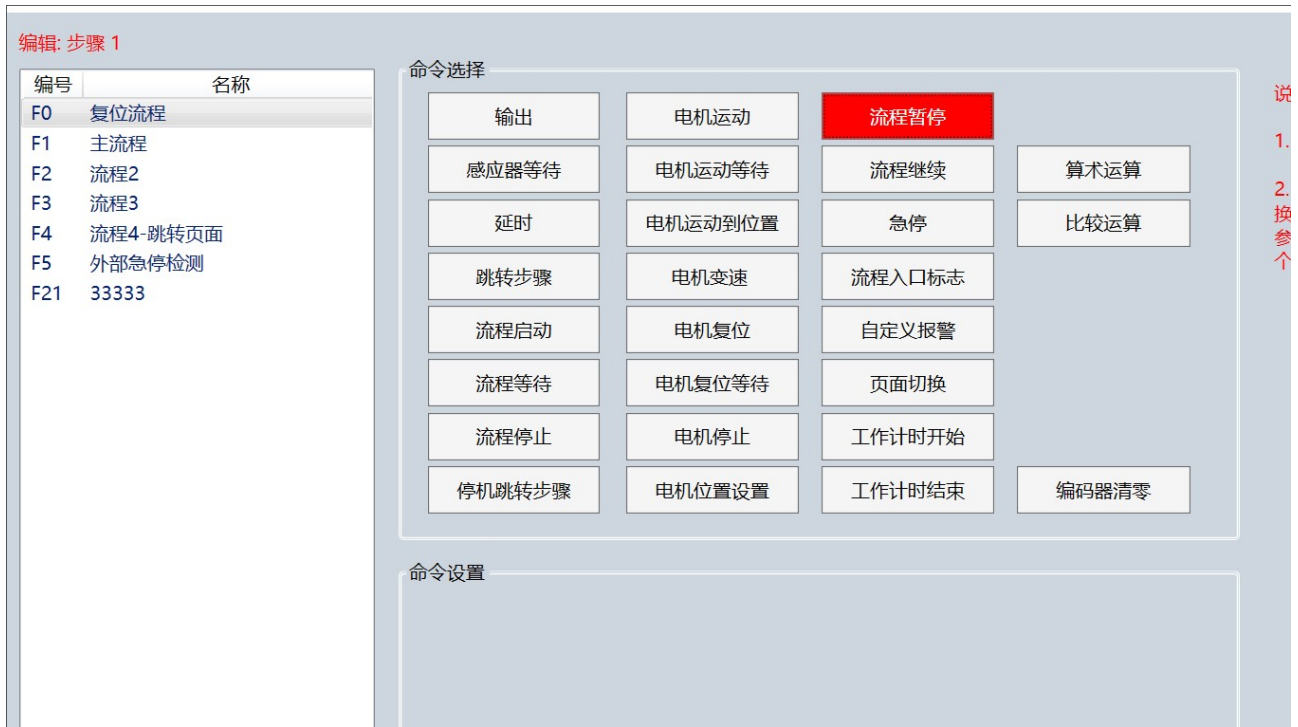 编辑: 步骤 1
编号 名称
F0 复位流程
F1 主流程
F2 流程2
F3 流程3
F4 流程4-跳转页面
F5 外部急停检测
F21 33333
命令选择
输出 电机运动 流程暂停
感应器等待 电机运动等待 流程继续 算术运算
延时 电机运动到位置 急停 比较运算
跳转步骤 电机变速 流程入口标志
流程启动 电机复位 自定义报警
流程等待 电机复位等待 页面切换
流程停止 电机停止 工作计时开始
停机跳转步骤 电机位置设置 工作计时结束 编码器清零
命令设置
说
1.
2.
换
参
个